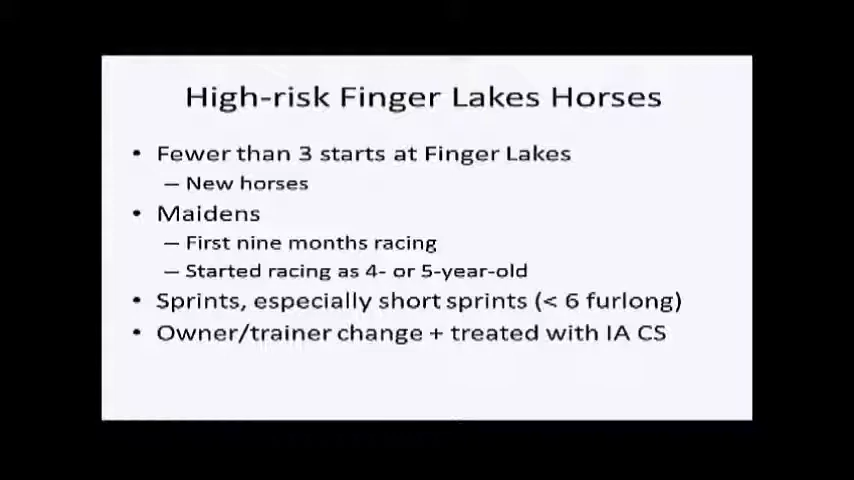 High-risk Finger Lakes Horses
• Fewer than 3 starts at Finger Lakes
– New horses
• Maidens
– First nine months racing
– Started racing as 4- or 5-year-old
• Sprints, especially short sprints (< 6 furlong)
• Owner/trainer change + treated with IA CS